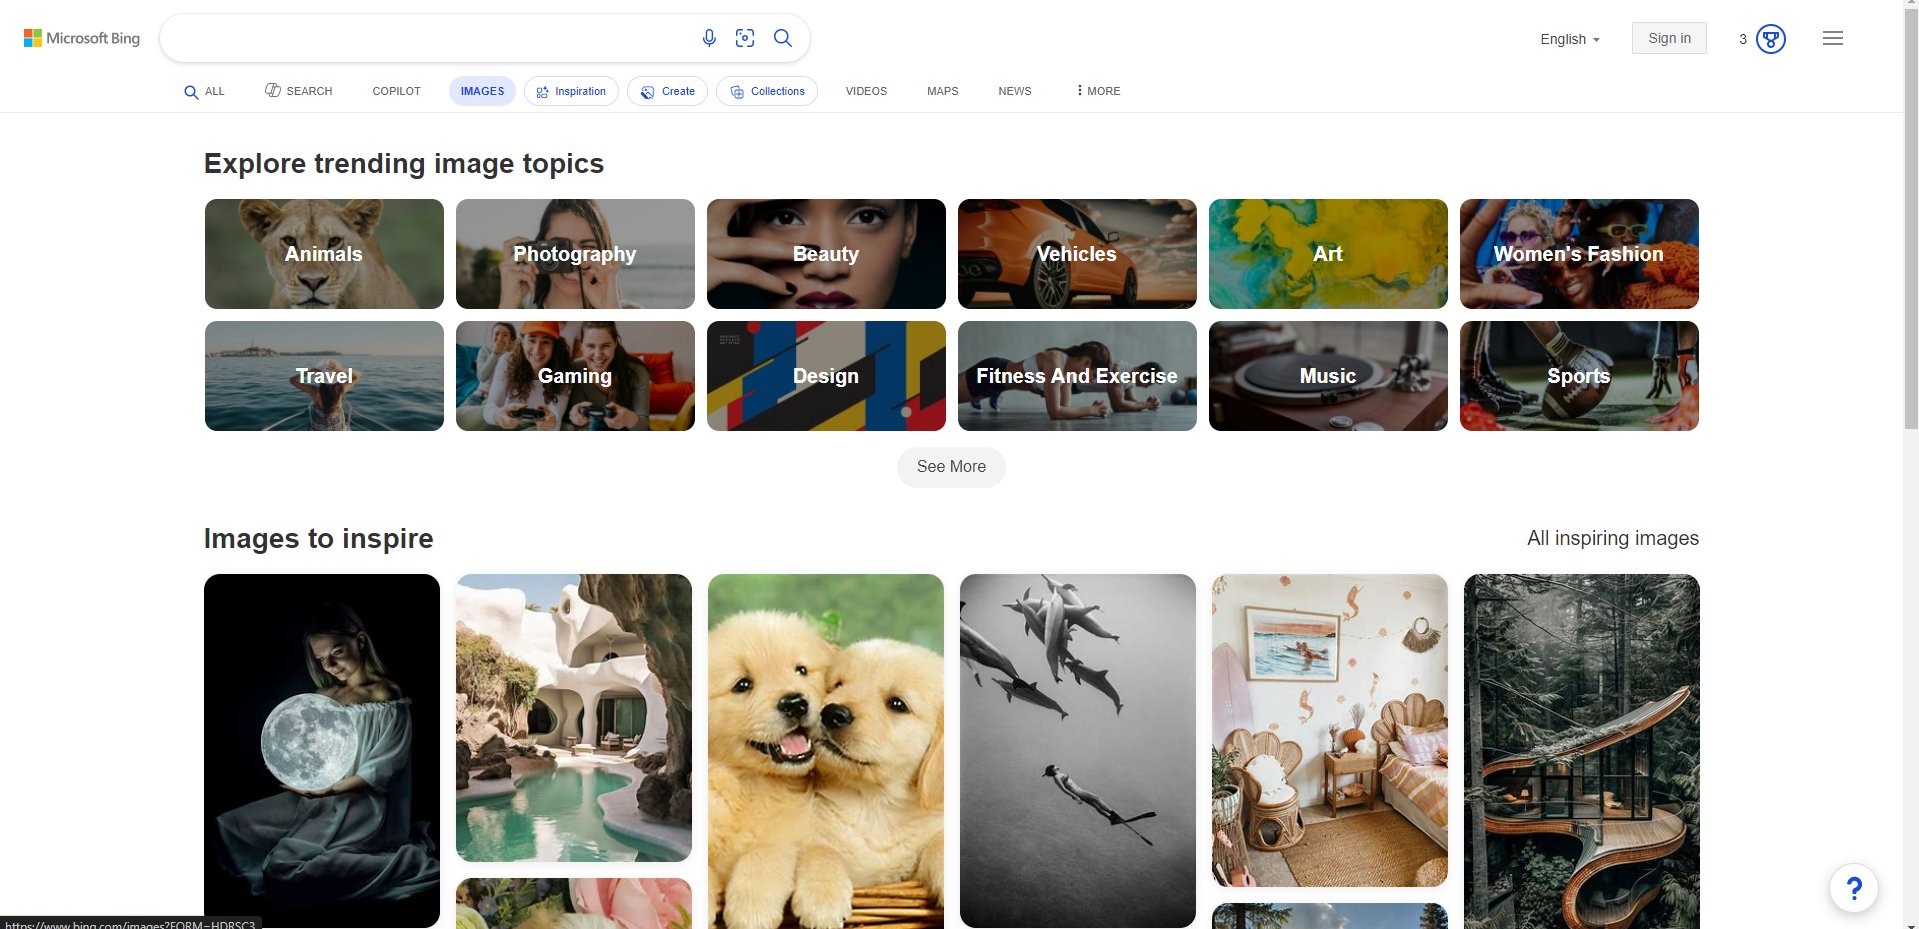 Microsoft Bing
English
Sign in
3
ALL
SEARCH
COPILOT
IMAGES
Inspiration
Create
Collections
VIDEOS
MAPS
NEWS
MORE
Explore trending image topics
Animals
Photography
Beauty
Vehicles
Art
Women's Fashion
Travel
Gaming
Design
Fitness And Exercise
Music
Sports
See More
Images to inspire
All inspiring images
?
https://www.bing.com/images?FORM=HDRSC3